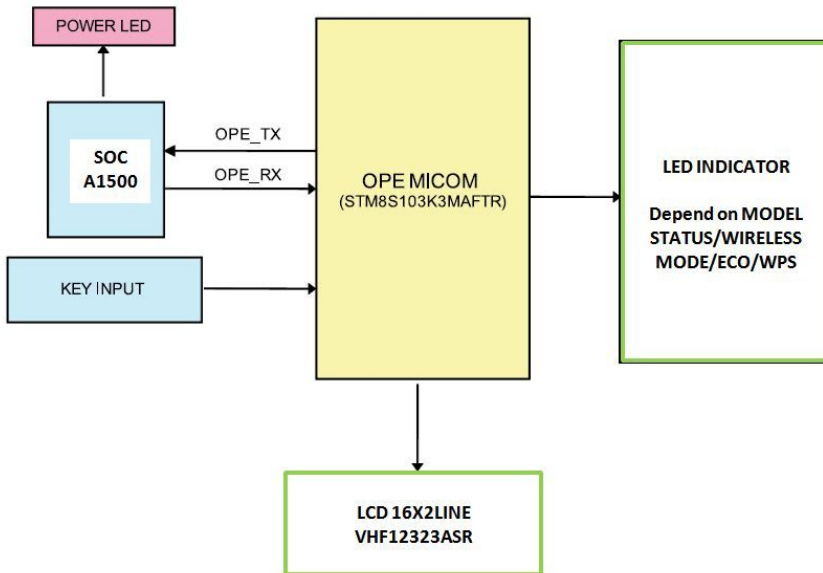 POWER LED
SOC
A1500
OPE_TX
OPE_RX
KEY INPUT
OPE MICOM
(STM8S103K3MAFTR)
LED INDICATOR
Depend on MODEL
STATUS/WIRELESS
MODE/ECO/WPS
LCD 16X2LINE
VHF12323ASR